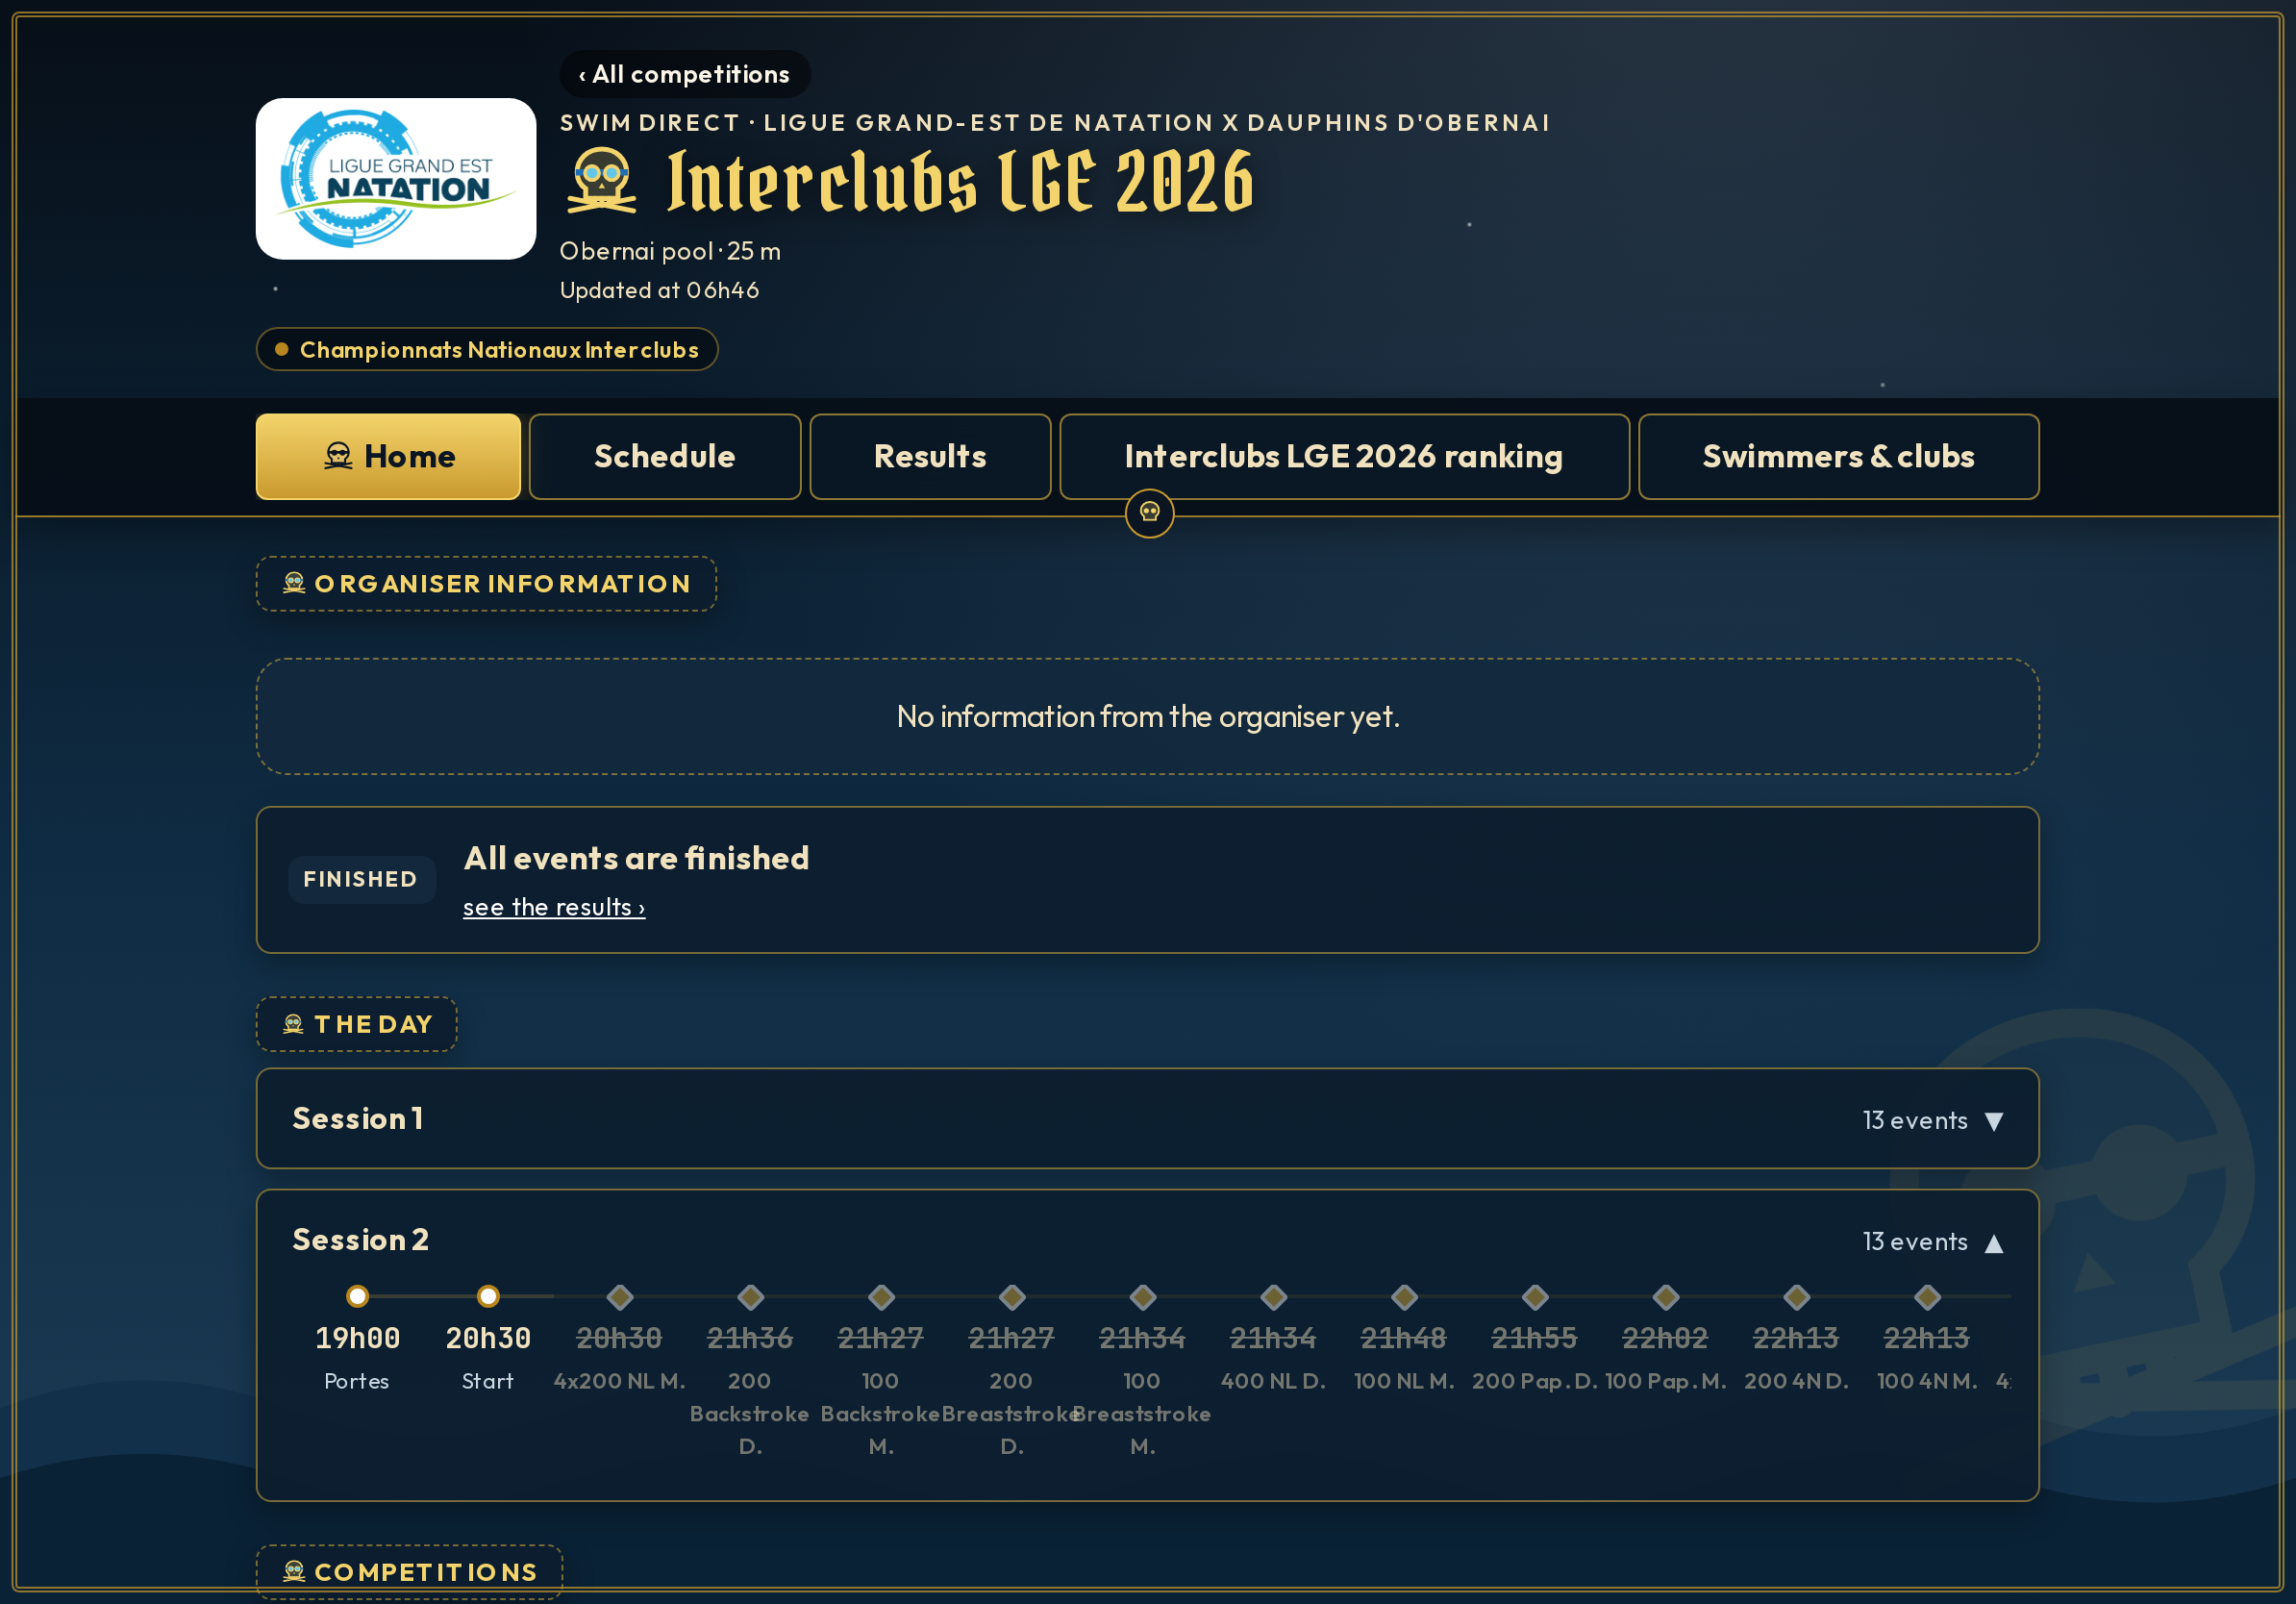 ‹ All competitions
SWIM DIRECT · LIGUE GRAND-EST DE NATATION X DAUPHINS D'OBERNAI
LIGUE GRAND EST
NATATION
Interclubs LGE 2026
Obernai pool · 25 m
Updated at 06h46
Championnats Nationaux Interclubs
Home
Schedule
Results
Interclubs LGE 2026 ranking
Swimmers & clubs
ORGANISER INFORMATION
No information from the organiser yet.
FINISHED
All events are finished
see the results ›
THE DAY
Session 1
13 events ▼
Session 2
13 events ▲
19h00 20h30 20h30 21h36 21h27 21h27 21h34 21h34 21h48 21h55 22h02 22h13 22h13
Portes Start 4x200 NL M. 200 100 200 100 400 NL D. 100 NL M. 200 Pap. D. 100 Pap. M. 200 4N D. 100 4N M.
Backstroke Backstroke Breaststroke Breaststroke
D. M. D. M.
COMPETITIONS